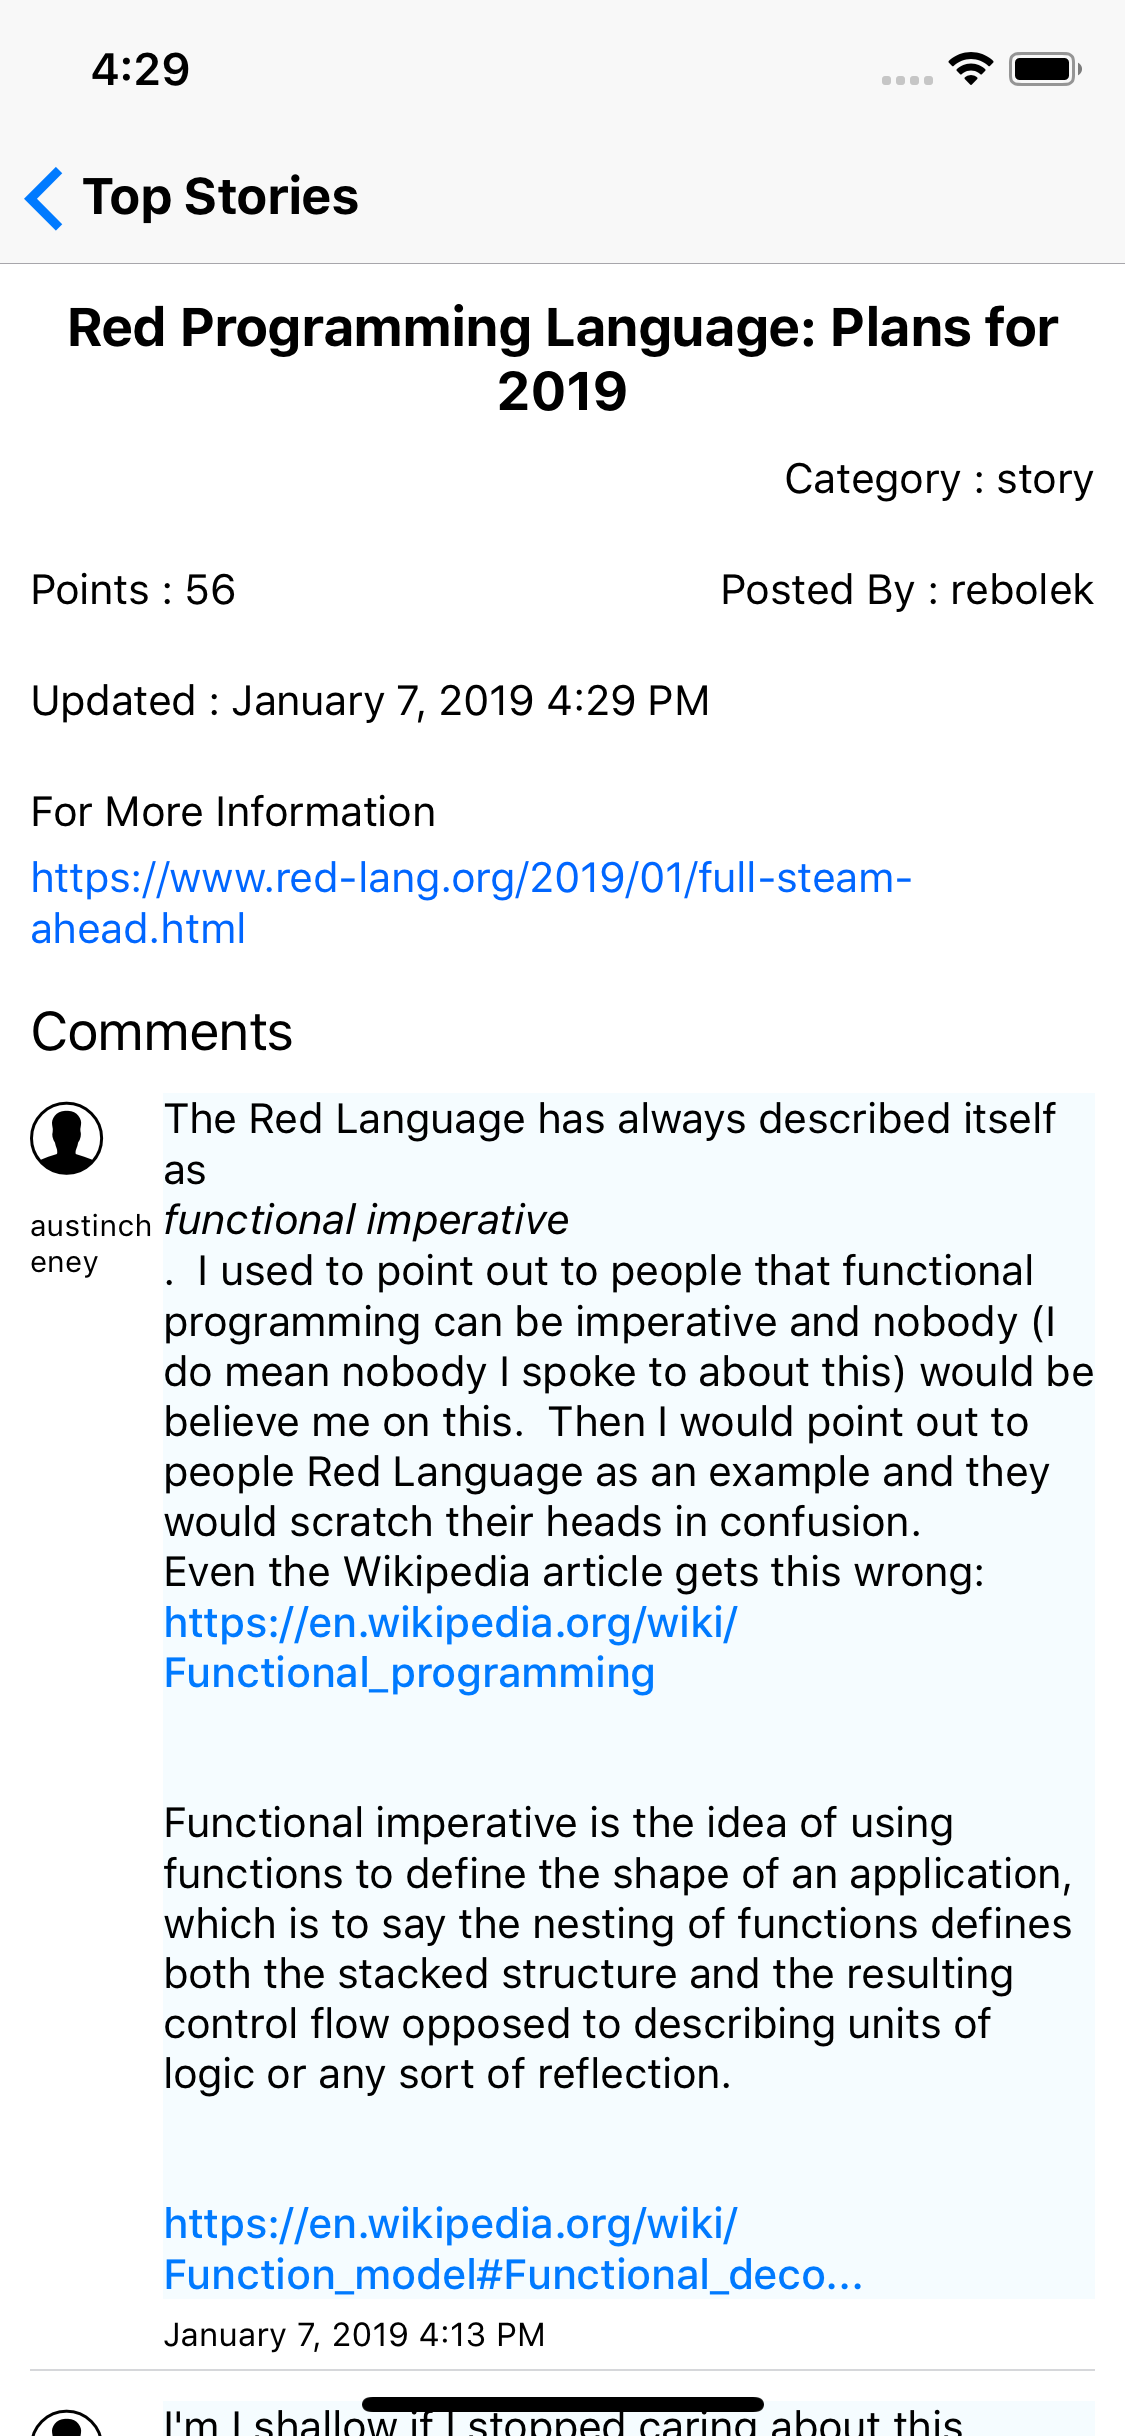 4:29
Top Stories
Red Programming Language: Plans for
2019
Category : story
Points : 56
Posted By : rebolek
Updated : January 7, 2019 4:29 PM
For More Information
https://www.red-lang.org/2019/01/full-steam-
ahead.html
Comments
austinch
eney
The Red Language has always described itself
as
functional imperative
.  I used to point out to people that functional
programming can be imperative and nobody (I
do mean nobody I spoke to about this) would be
believe me on this.  Then I would point out to
people Red Language as an example and they
would scratch their heads in confusion.
Even the Wikipedia article gets this wrong:
https://en.wikipedia.org/wiki/
Functional_programming
Functional imperative is the idea of using
functions to define the shape of an application,
which is to say the nesting of functions defines
both the stacked structure and the resulting
control flow opposed to describing units of
logic or any sort of reflection.
https://en.wikipedia.org/wiki/
Function_model#Functional_deco...
January 7, 2019 4:13 PM
I'm I shallow if I stopped caring about this